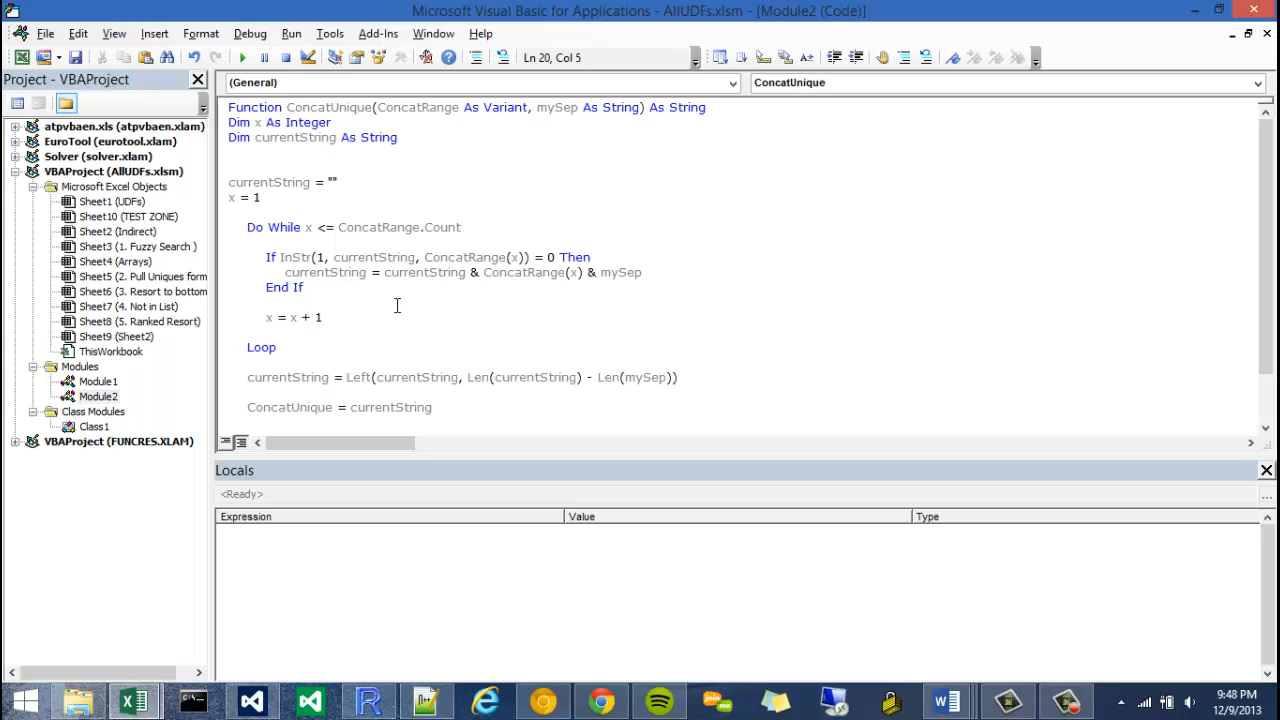 Microsoft Visual Basic for Applications - AllUDFs.xlsm - [Module2 (Code)]
File Edit View Insert Format Debug Run Tools Add-Ins Window Help
Ln 20, Col 5
Project - VBAProject
(General)
ConcatUnique
atpvbaen.xls (atpvbaen.xlam)
EuroTool (eurotool.xlam)
Solver (solver.xlam)
VBAProject (AllUDFs.xlsm)
Microsoft Excel Objects
Sheet1 (UDFs)
Sheet10 (TEST ZONE)
Sheet2 (Indirect)
Sheet3 (1. Fuzzy Search )
Sheet4 (Arrays)
Sheet5 (2. Pull Uniques form
Sheet6 (3. Resort to bottom
Sheet7 (4. Not in List)
Sheet8 (5. Ranked Resort)
Sheet9 (Sheet2)
ThisWorkbook
Modules
Module1
Module2
Class Modules
Class1
VBAProject (FUNCRES.XLAM)
Function ConcatUnique(ConcatRange As Variant, mySep As String) As String
Dim x As Integer
Dim currentString As String
currentString = ""
x = 1
Do While x <= ConcatRange.Count
If InStr(1, currentString, ConcatRange(x)) = 0 Then
currentString = currentString & ConcatRange(x) & mySep
End If
x = x + 1
Loop
currentString = Left(currentString, Len(currentString) - Len(mySep))
ConcatUnique = currentString
Locals
<Ready>
...
Expression Value Type
9:48 PM
12/9/2013